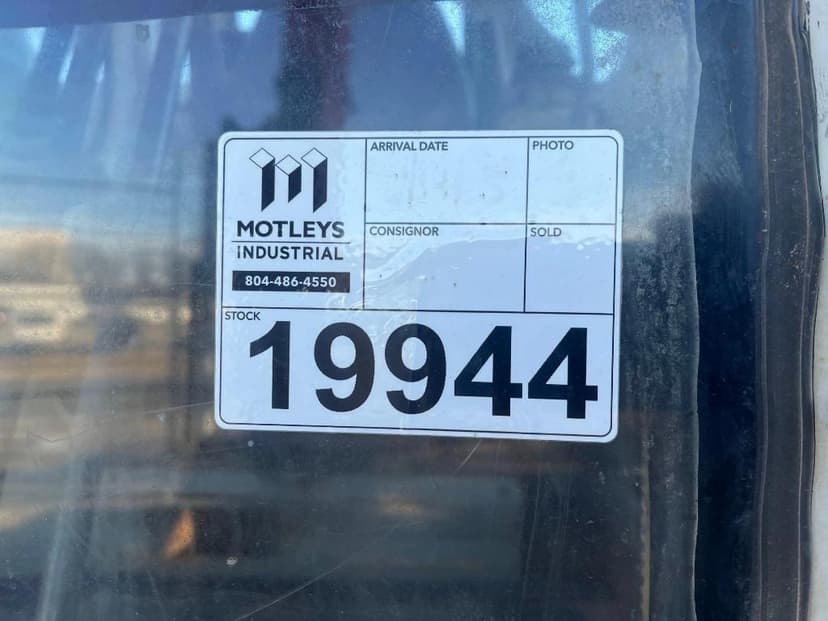 ARRIVAL DATE
PHOTO
MOTLEYS
INDUSTRIAL
804-486-4550
CONSIGNOR
SOLD
STOCK
19944